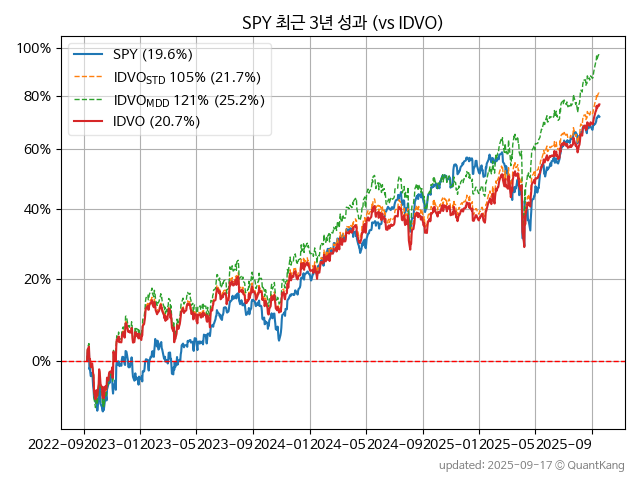 SPY 최근 3년 성과 (vs IDVO)
SPY (19.6%)
IDVO_STD 105% (21.7%)
IDVO_MDD 121% (25.2%)
IDVO (20.7%)
100%
80%
60%
40%
20%
0%
2022-09 2023-01 2023-05 2023-09 2024-01 2024-05 2024-09 2025-01 2025-05 2025-09
updated: 2025-09-17 © QuantKang